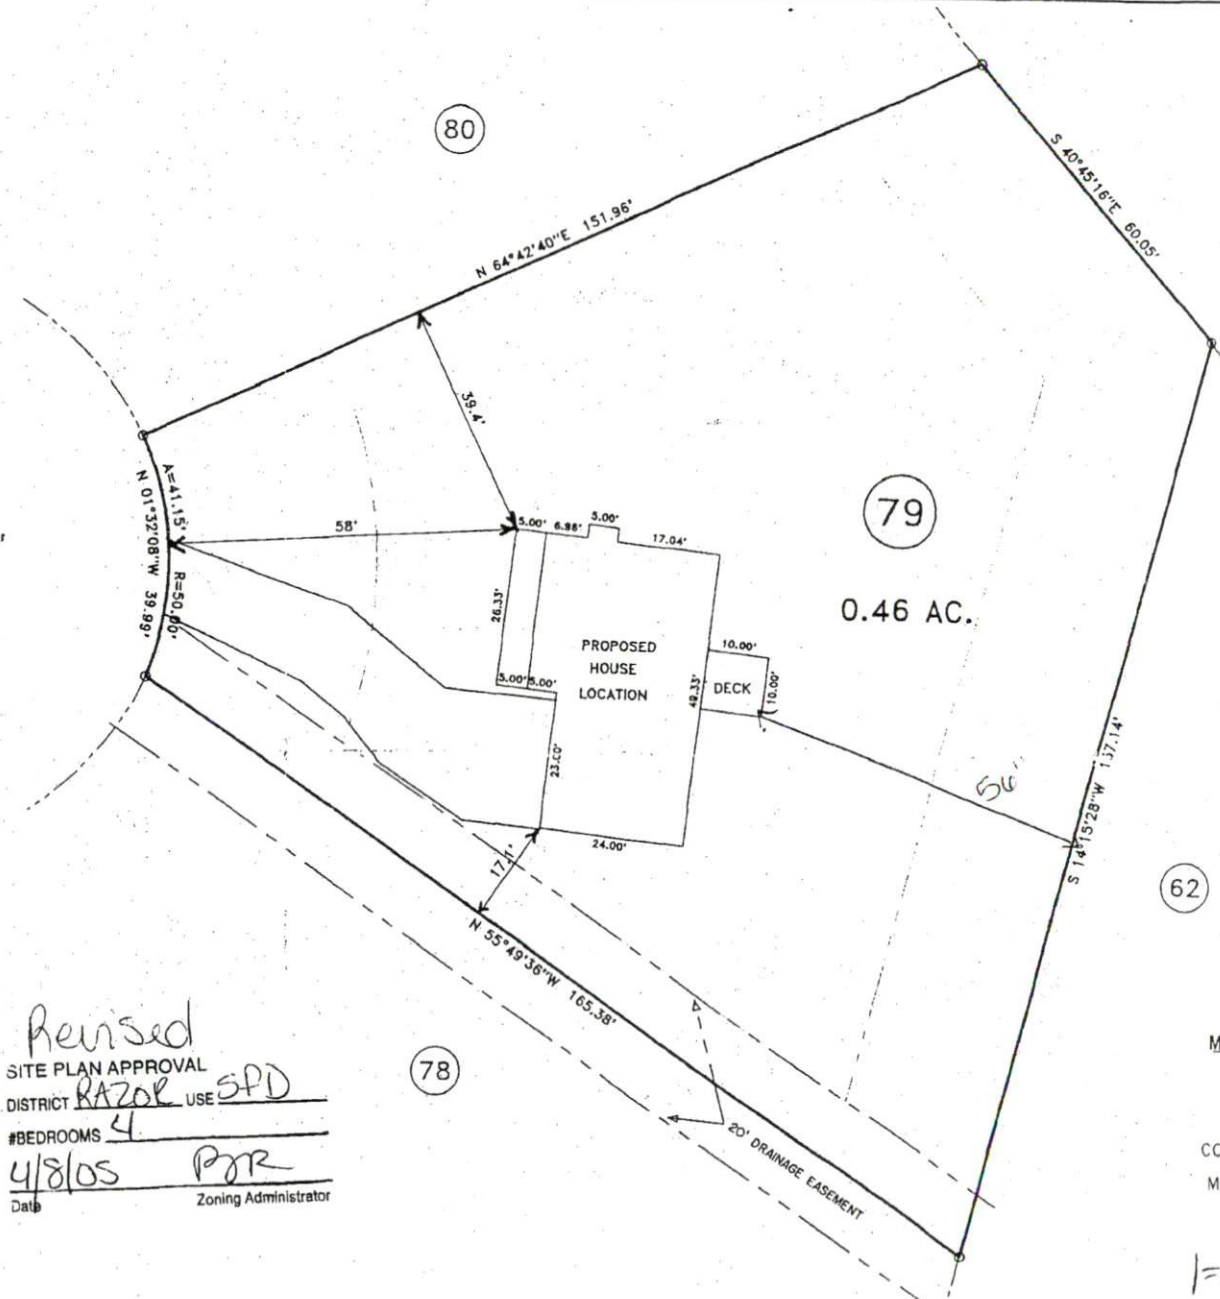 80
S 40°45'16"E 60.05'
N 64°42'40"E 151.96'
39.4'
A=41.15'
N 01°32'08"W 39.99'
R=50.00'
58'
5.00' 6.96' 5.00'
17.04'
79
0.46 AC.
26.33'
PROPOSED
HOUSE
LOCATION
10.00'
DECK
10.00'
49.33'
5.00' 5.00'
23.00'
56'
S 14°15'28"W 137.14'
24.00'
17.1'
62
N 55°49'36"W 165.38'
78
20' DRAINAGE EASEMENT
Revised
SITE PLAN APPROVAL
DISTRICT RAZOR USE SFD
#BEDROOMS 4
4/8/05
Date Zoning Administrator
M
CO
M
1=